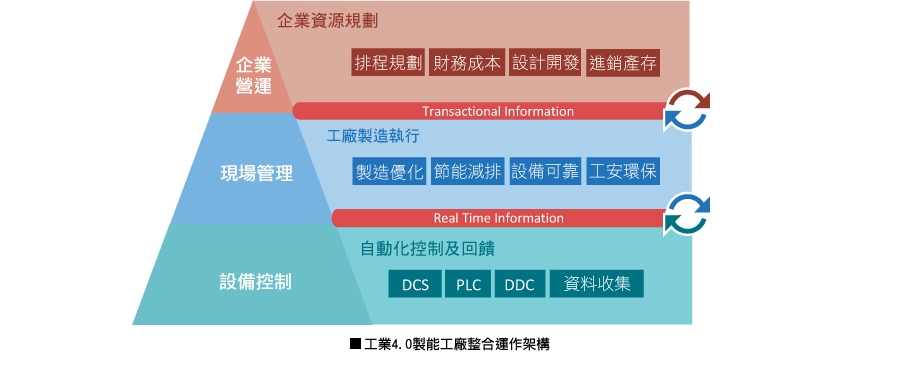 企業資源規劃
企業
營運
排程規劃 財務成本 設計開發 進銷產存
Transactional Information
工廠製造執行
現場管理
製造優化 節能減排 設備可靠 工安環保
Real Time Information
自動化控制及回饋
設備控制
DCS PLC DDC 資料收集
■ 工業4.0製能工廠整合運作架構